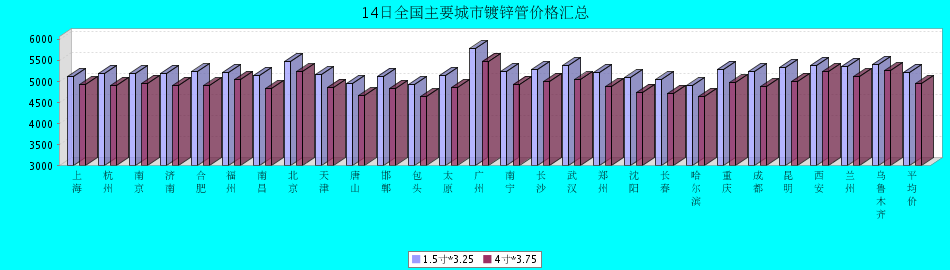 14日全国主要城市镀锌管价格汇总
6000
5500
5000
4500
4000
3500
3000
上海
杭州
南京
济南
合肥
福州
南昌
北京
天津
唐山
邯郸
包头
太原
广州
南宁
长沙
武汉
郑州
沈阳
长春
哈尔滨
重庆
成都
昆明
西安
兰州
乌鲁木齐
平均价
1.5寸*3.25
4寸*3.75